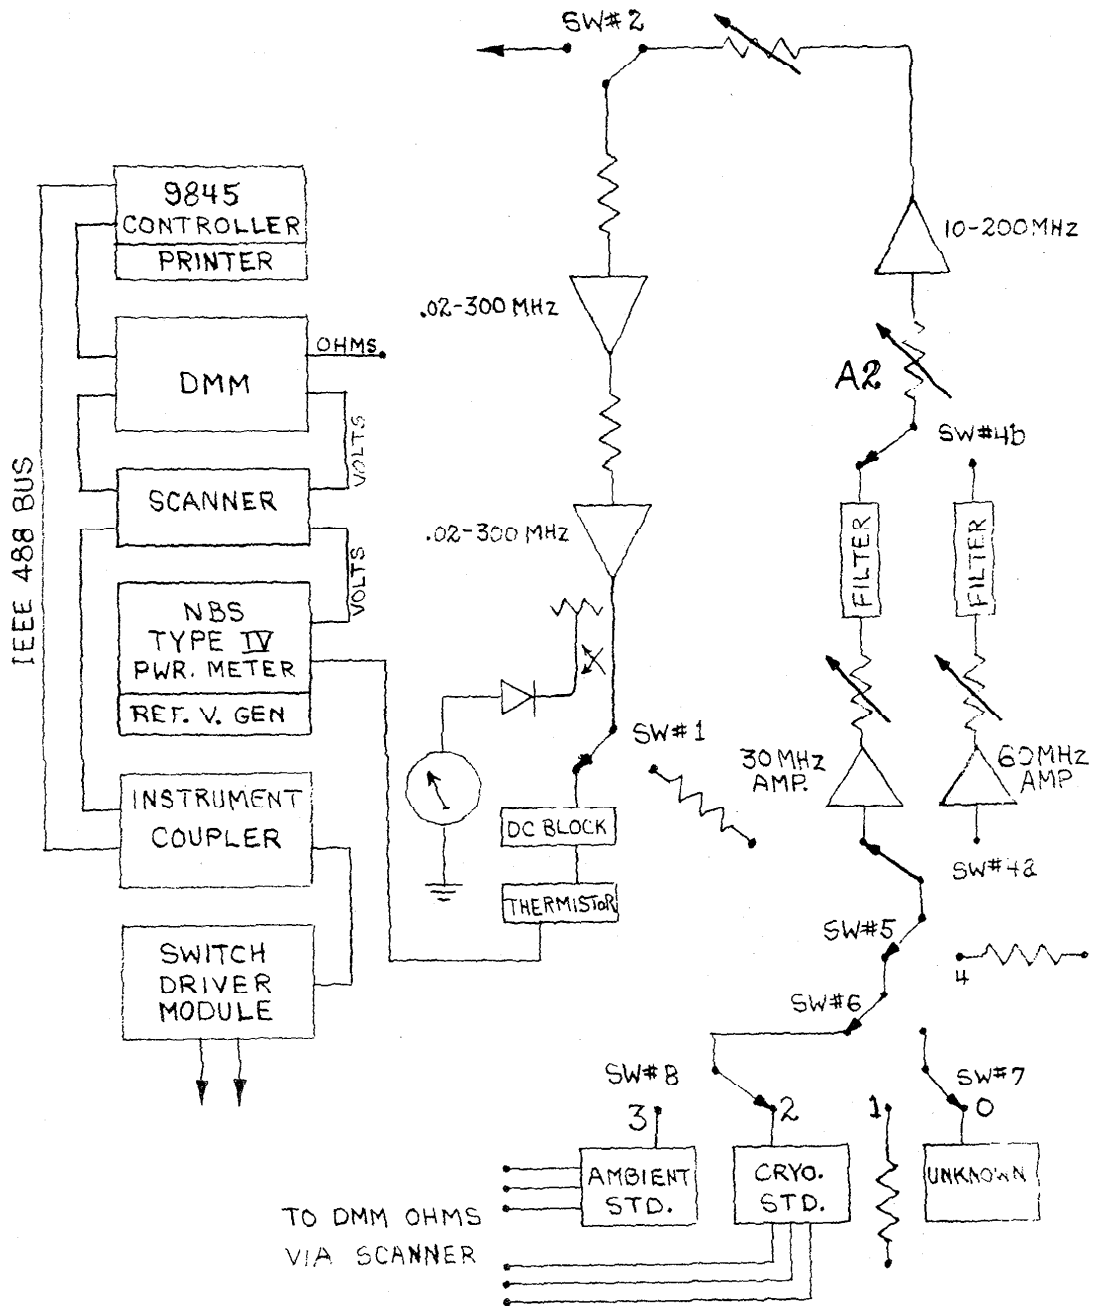 SW#2
9845
CONTROLLER
PRINTER
10-200MHZ
.02-300 MHZ
OHMS
DMM
A2
VOLTS
SW#4b
IEEE 488 BUS
SCANNER
.02-300 MHZ
FILTER
FILTER
VOLTS
NBS
TYPE IV
PWR. METER
REF. V. GEN
SW#1
30MHZ
AMP.
60MHZ
AMP
INSTRUMENT
COUPLER
DC BLOCK
SW#4a
THERMISTOR
SW#5
SWITCH
DRIVER
MODULE
4
SW#6
SW#8
SW#7
3
2
1
0
AMBIENT
STD.
CRYO.
STD.
UNKNOWN
TO DMM OHMS
VIA SCANNER